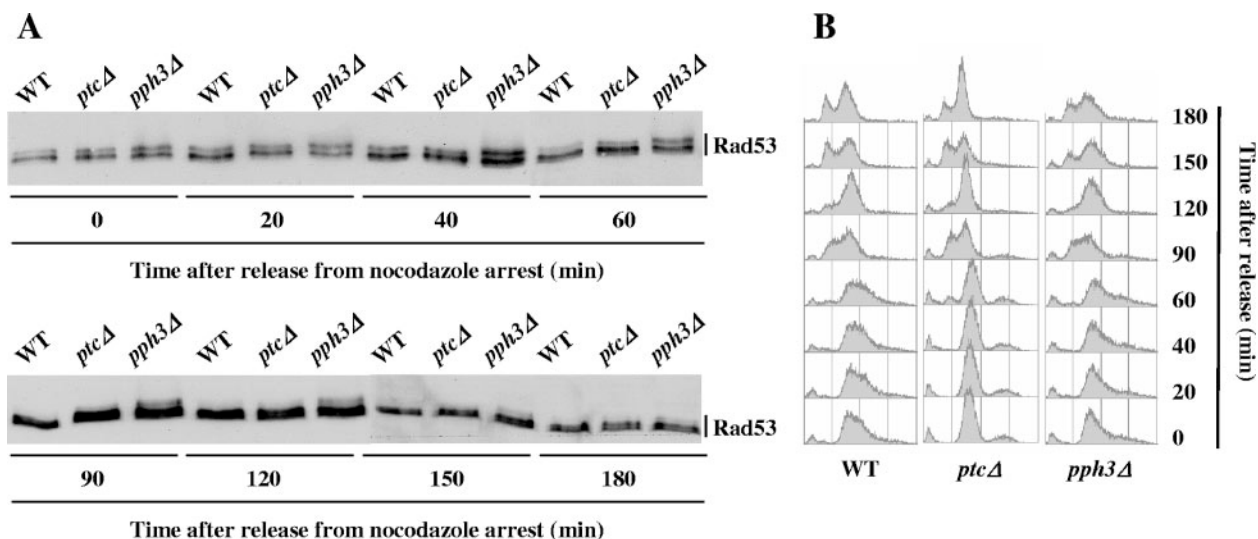 A
WT ptcΔ pph3Δ WT ptcΔ pph3Δ WT ptcΔ pph3Δ WT ptcΔ pph3Δ
Rad53
0 20 40 60
Time after release from nocodazole arrest (min)
WT ptcΔ pph3Δ WT ptcΔ pph3Δ WT ptcΔ pph3Δ WT ptcΔ pph3Δ
Rad53
90 120 150 180
Time after release from nocodazole arrest (min)
B
180
150
120
90
60
40
20
0
Time after release (min)
WT ptcΔ pph3Δ